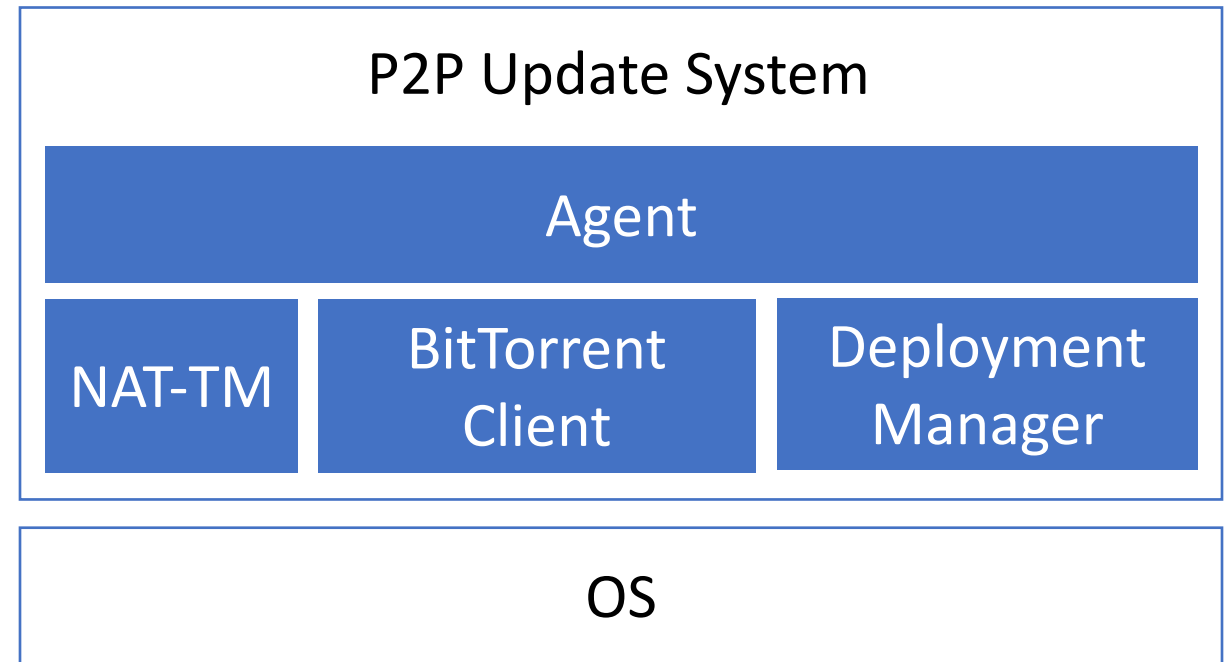 P2P Update System
Agent
NAT-TM
BitTorrent
Client
Deployment
Manager
OS